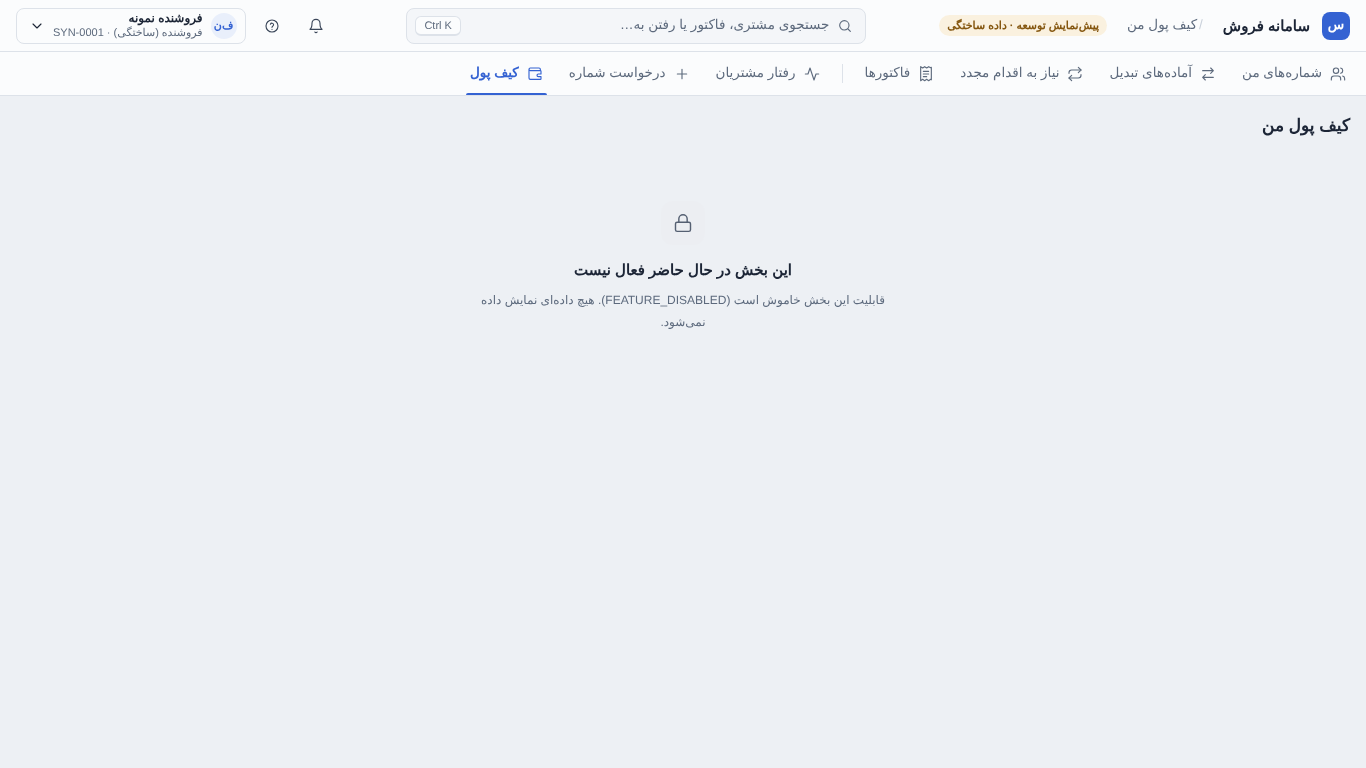 س
سامانه فروش
/ کیف پول من
پیش‌نمایش توسعه · داده ساختگی
جستجوی مشتری، فاکتور یا رفتن به…
Ctrl K
ف‌ن
فروشنده نمونه
فروشنده (ساختگی) · SYN-0001
شماره‌های من
آماده‌های تبدیل
نیاز به اقدام مجدد
فاکتورها
رفتار مشتریان
درخواست شماره
کیف پول
کیف پول من
این بخش در حال حاضر فعال نیست
قابلیت این بخش خاموش است (FEATURE_DISABLED). هیچ داده‌ای نمایش داده
نمی‌شود.